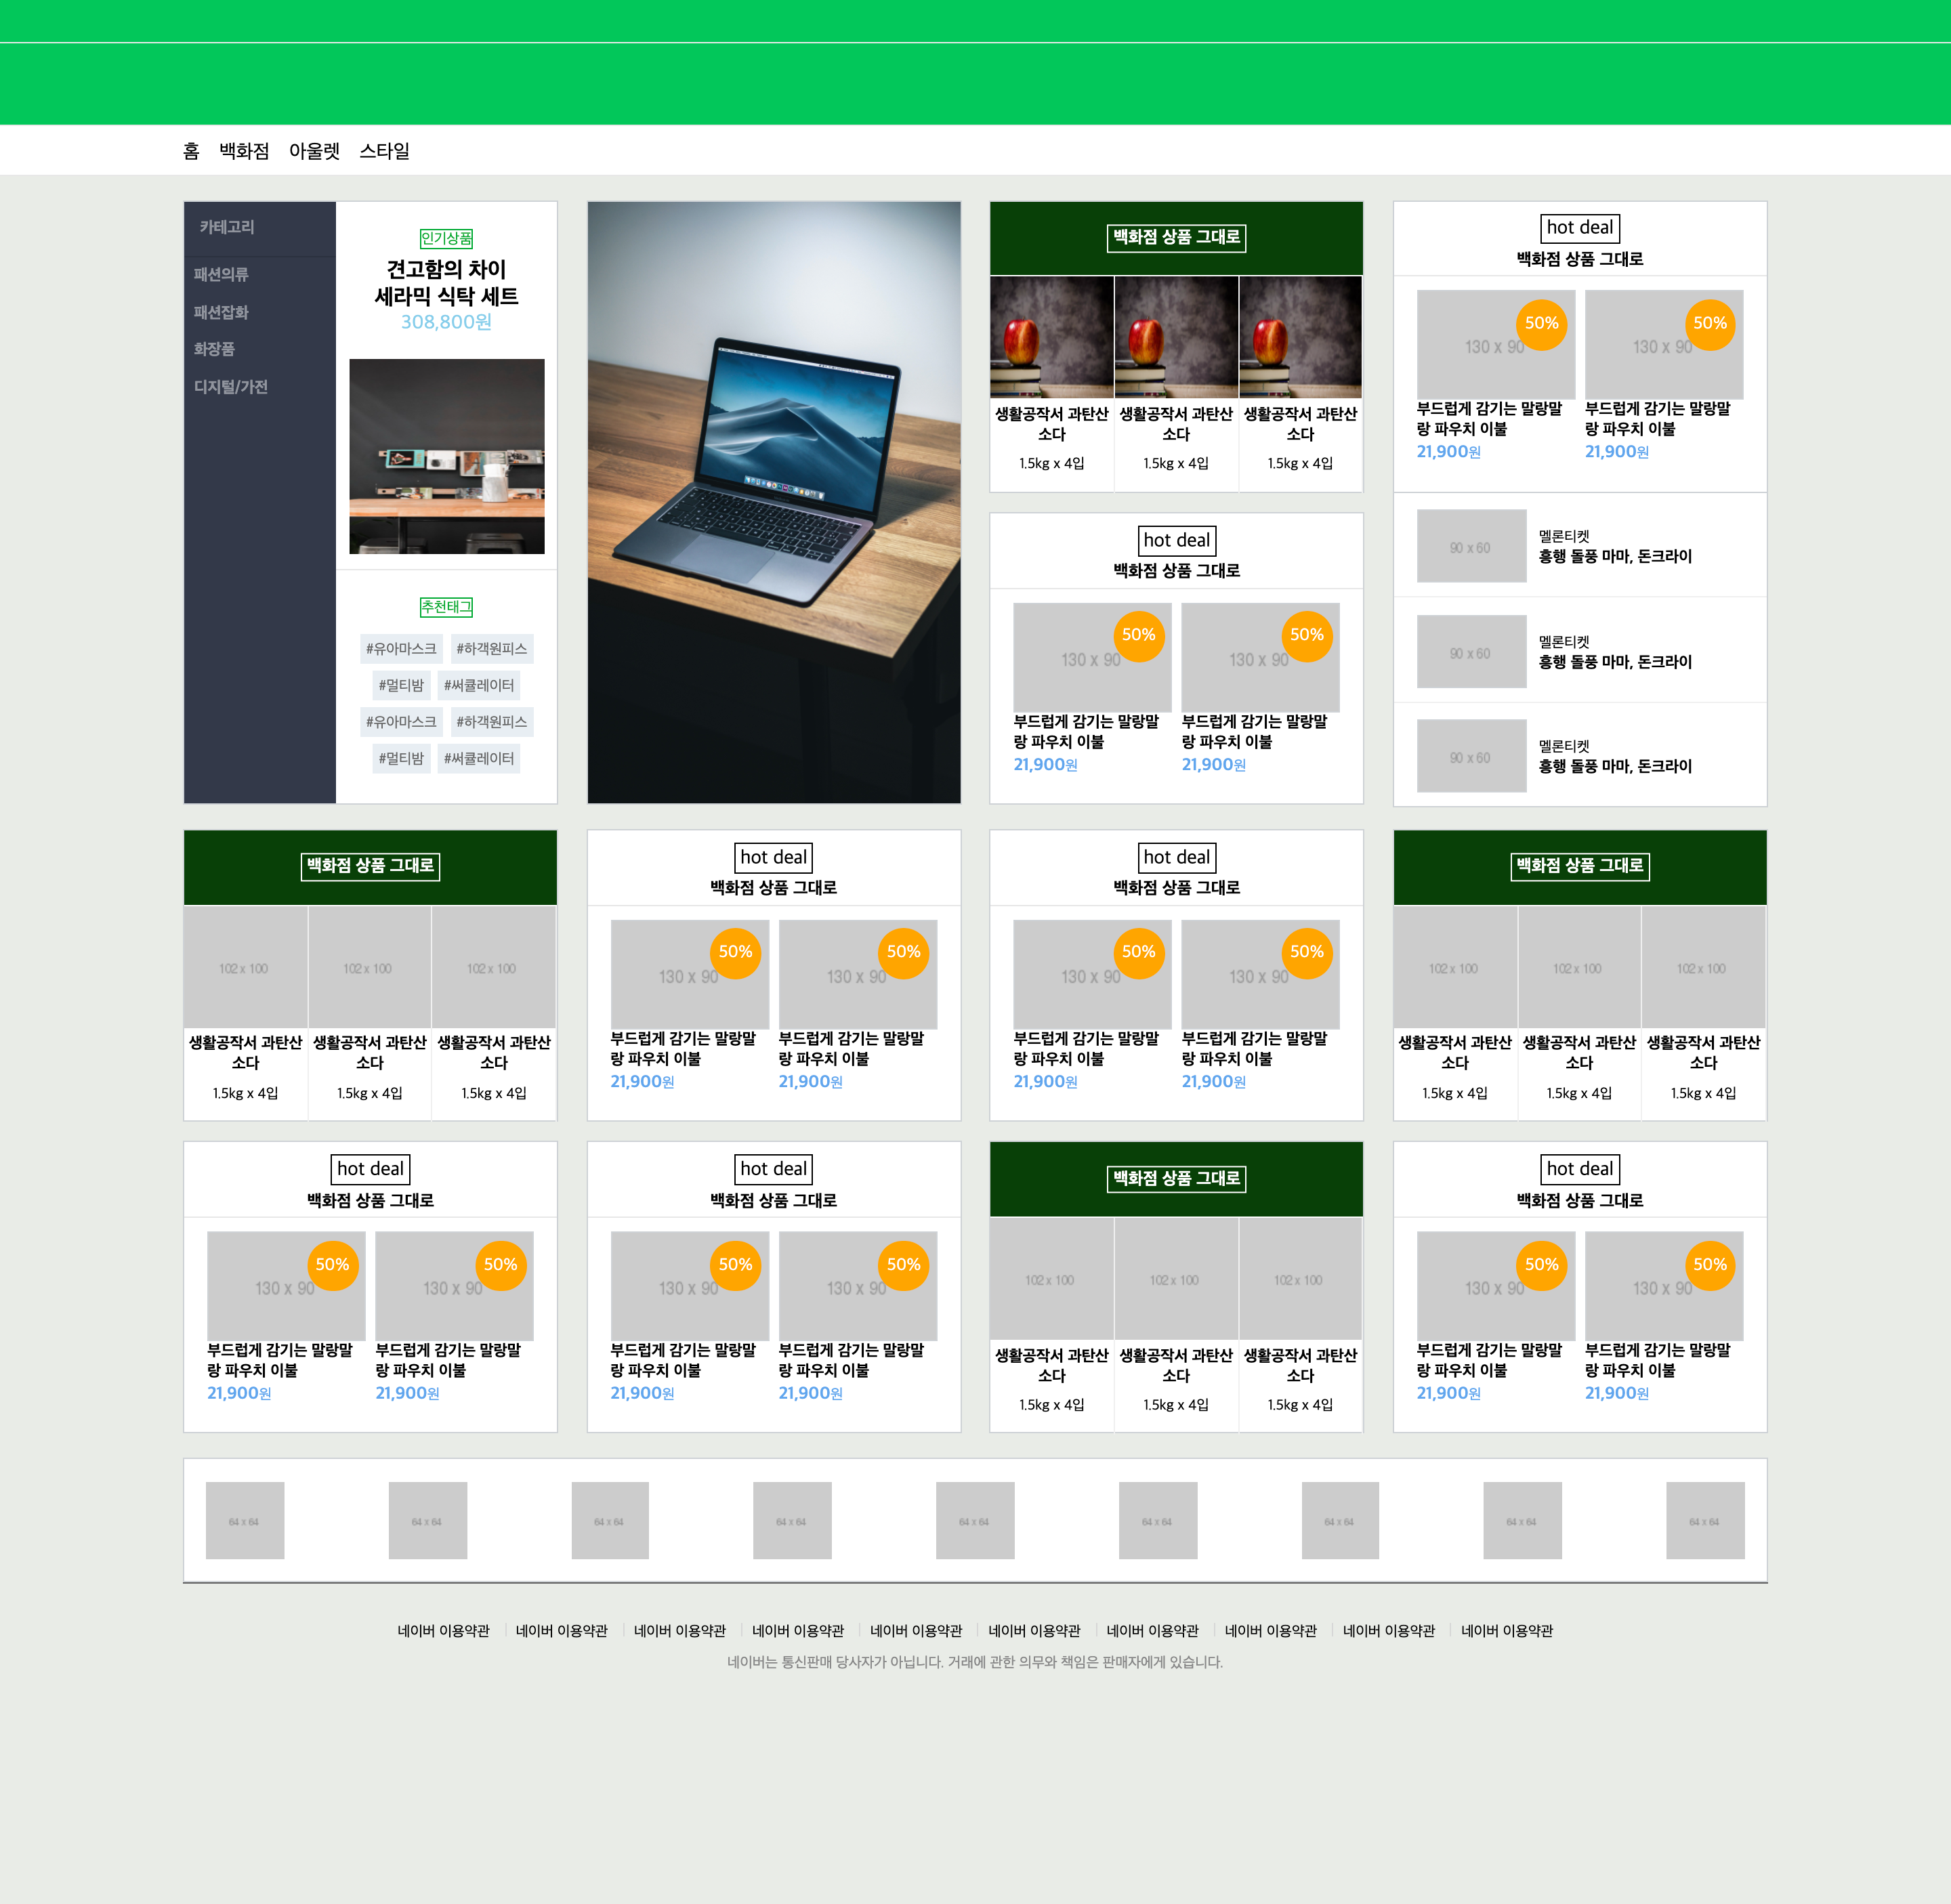 홈 백화점 아울렛 스타일
카테고리
패션의류
패션잡화
화장품
디지털/가전
인기상품
견고함의 차이
세라믹 식탁 세트
308,800원
추천태그
#유아마스크 #하객원피스
#멀티밤 #써큘레이터
#유아마스크 #하객원피스
#멀티밤 #써큘레이터
백화점 상품 그대로
생활공작서 과탄산 생활공작서 과탄산 생활공작서 과탄산
소다 소다 소다
1.5kg x 4입 1.5kg x 4입 1.5kg x 4입
hot deal
백화점 상품 그대로
130 x 90 50% 130 x 90 50%
부드럽게 감기는 말랑말 부드럽게 감기는 말랑말
랑 파우치 이불 랑 파우치 이불
21,900원 21,900원
hot deal
백화점 상품 그대로
130 x 90 50% 130 x 90 50%
부드럽게 감기는 말랑말 부드럽게 감기는 말랑말
랑 파우치 이불 랑 파우치 이불
21,900원 21,900원
90 x 60
멜론티켓
흥행 돌풍 마마, 돈크라이
90 x 60
멜론티켓
흥행 돌풍 마마, 돈크라이
90 x 60
멜론티켓
흥행 돌풍 마마, 돈크라이
백화점 상품 그대로
102 x 100 102 x 100 102 x 100
생활공작서 과탄산 생활공작서 과탄산 생활공작서 과탄산
소다 소다 소다
1.5kg x 4입 1.5kg x 4입 1.5kg x 4입
hot deal
백화점 상품 그대로
130 x 90 50% 130 x 90 50%
부드럽게 감기는 말랑말 부드럽게 감기는 말랑말
랑 파우치 이불 랑 파우치 이불
21,900원 21,900원
hot deal
백화점 상품 그대로
130 x 90 50% 130 x 90 50%
부드럽게 감기는 말랑말 부드럽게 감기는 말랑말
랑 파우치 이불 랑 파우치 이불
21,900원 21,900원
백화점 상품 그대로
102 x 100 102 x 100 102 x 100
생활공작서 과탄산 생활공작서 과탄산 생활공작서 과탄산
소다 소다 소다
1.5kg x 4입 1.5kg x 4입 1.5kg x 4입
hot deal
백화점 상품 그대로
130 x 90 50% 130 x 90 50%
부드럽게 감기는 말랑말 부드럽게 감기는 말랑말
랑 파우치 이불 랑 파우치 이불
21,900원 21,900원
hot deal
백화점 상품 그대로
130 x 90 50% 130 x 90 50%
부드럽게 감기는 말랑말 부드럽게 감기는 말랑말
랑 파우치 이불 랑 파우치 이불
21,900원 21,900원
백화점 상품 그대로
102 x 100 102 x 100 102 x 100
생활공작서 과탄산 생활공작서 과탄산 생활공작서 과탄산
소다 소다 소다
1.5kg x 4입 1.5kg x 4입 1.5kg x 4입
hot deal
백화점 상품 그대로
130 x 90 50% 130 x 90 50%
부드럽게 감기는 말랑말 부드럽게 감기는 말랑말
랑 파우치 이불 랑 파우치 이불
21,900원 21,900원
64 x 64 64 x 64 64 x 64 64 x 64 64 x 64 64 x 64 64 x 64 64 x 64 64 x 64
네이버 이용약관 네이버 이용약관 네이버 이용약관 네이버 이용약관 네이버 이용약관 네이버 이용약관 네이버 이용약관 네이버 이용약관 네이버 이용약관 네이버 이용약관
네이버는 통신판매 당사자가 아닙니다. 거래에 관한 의무와 책임은 판매자에게 있습니다.